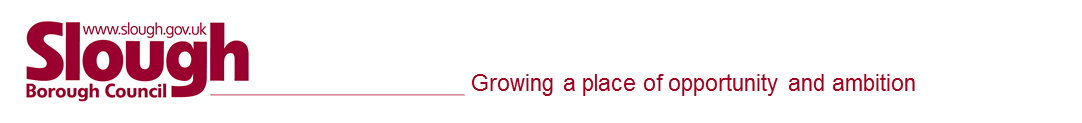 www.slough.gov.uk
Slough
Borough Council
Growing a place of opportunity and ambition